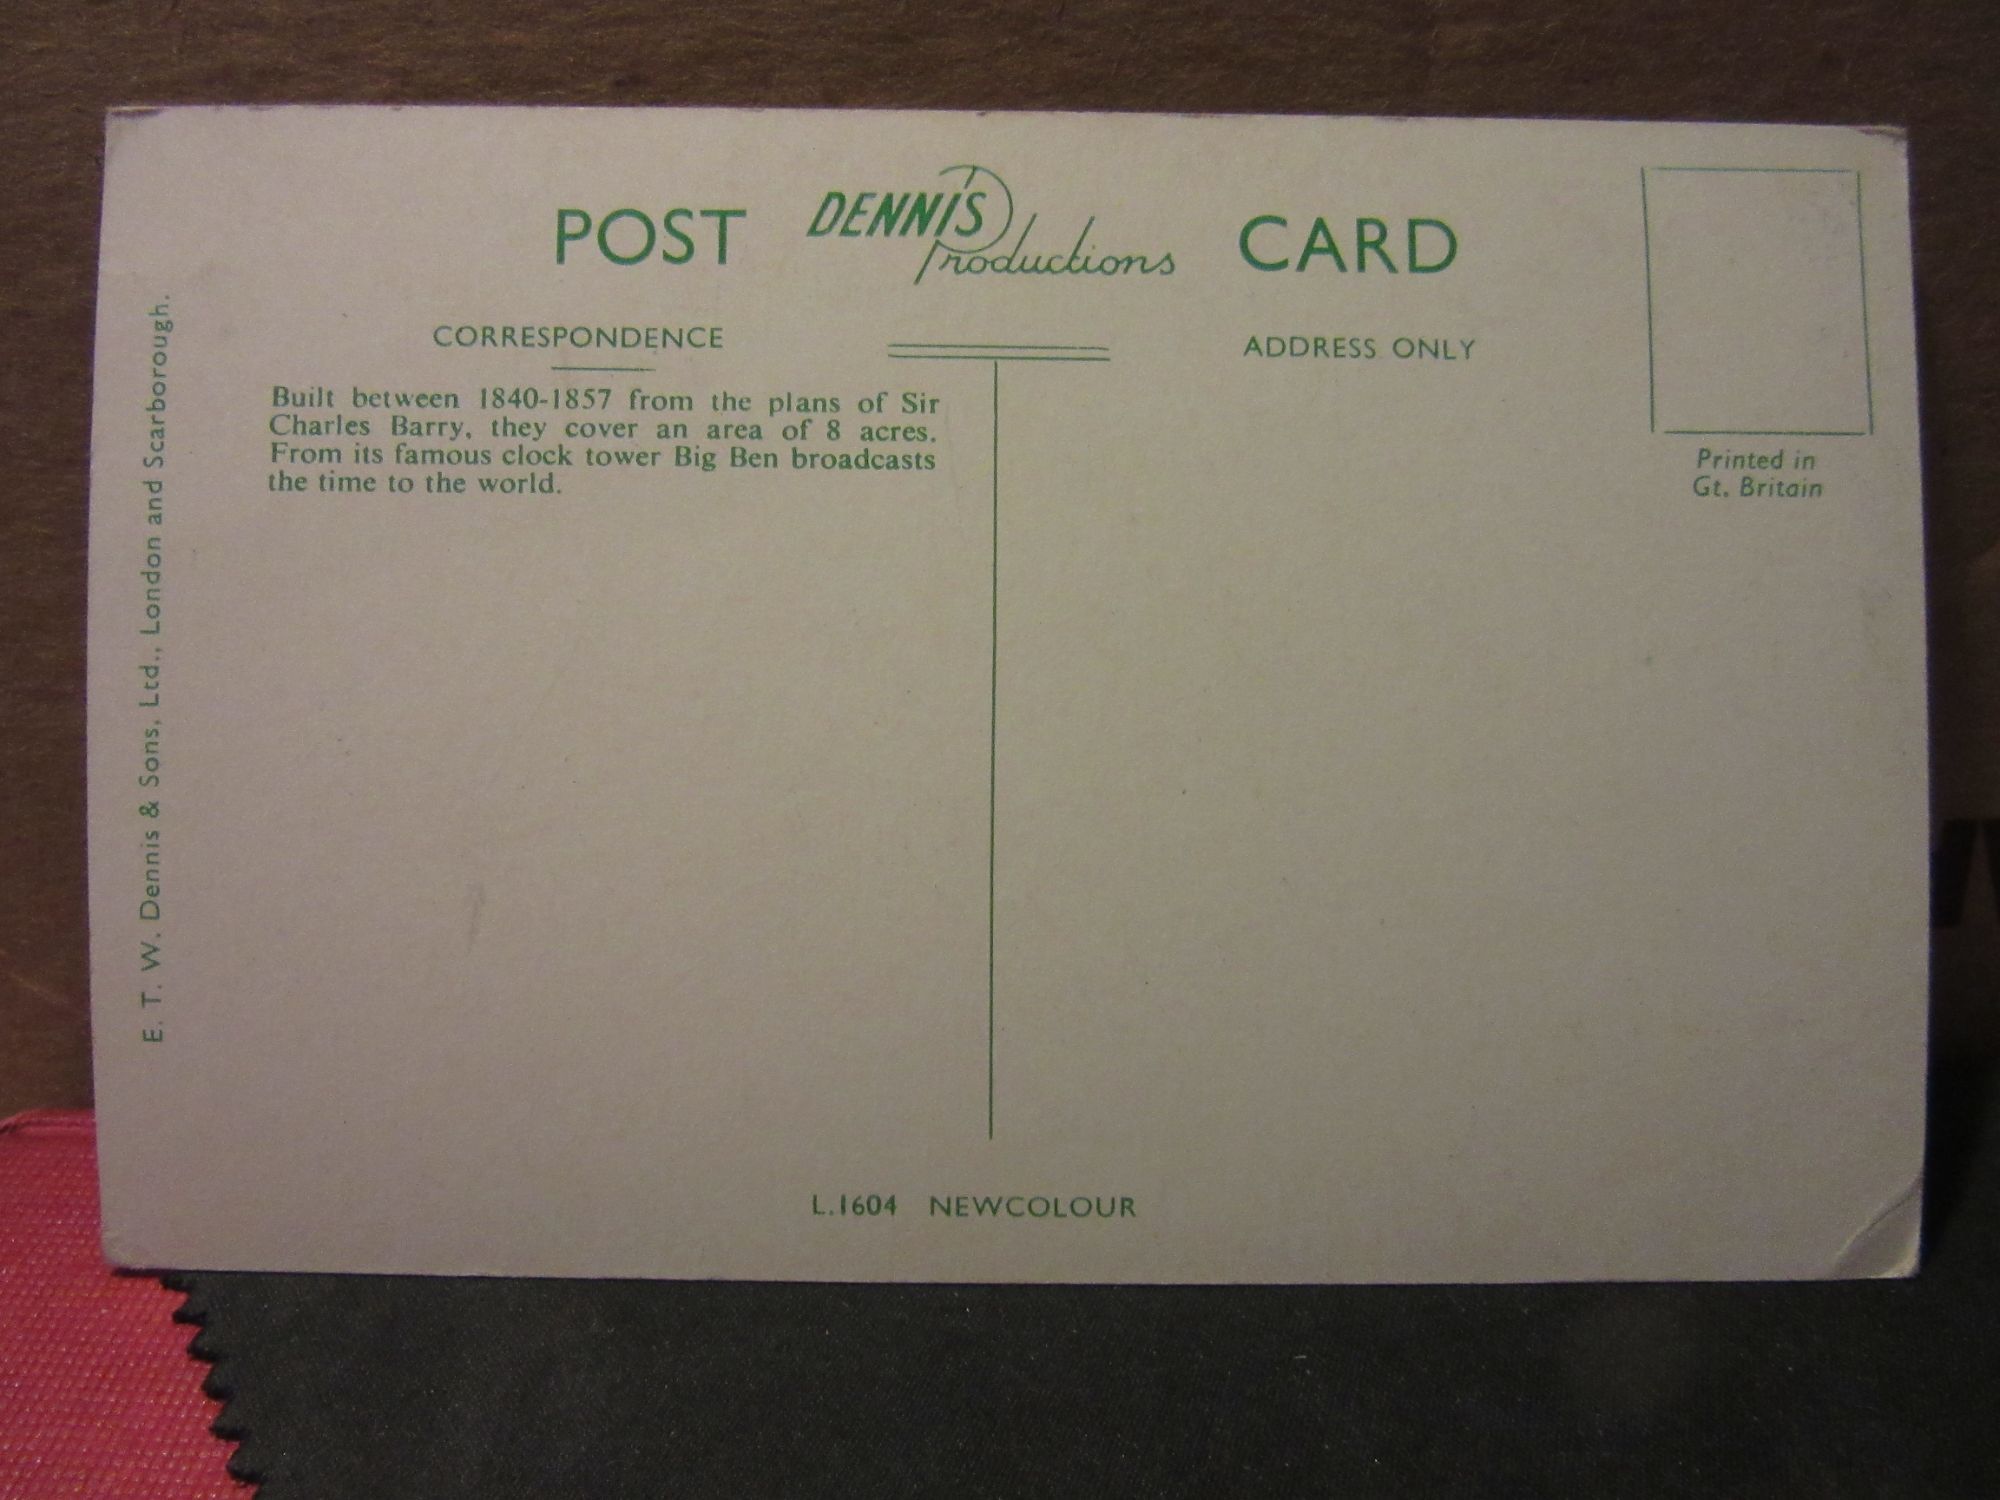 POST DENNIS Productions CARD
CORRESPONDENCE
ADDRESS ONLY
Built between 1840-1857 from the plans of Sir
Charles Barry, they cover an area of 8 acres.
From its famous clock tower Big Ben broadcasts
the time to the world.
Printed in
Gt. Britain
E. T. W. Dennis & Sons, Ltd., London and Scarborough.
L.1604 NEWCOLOUR